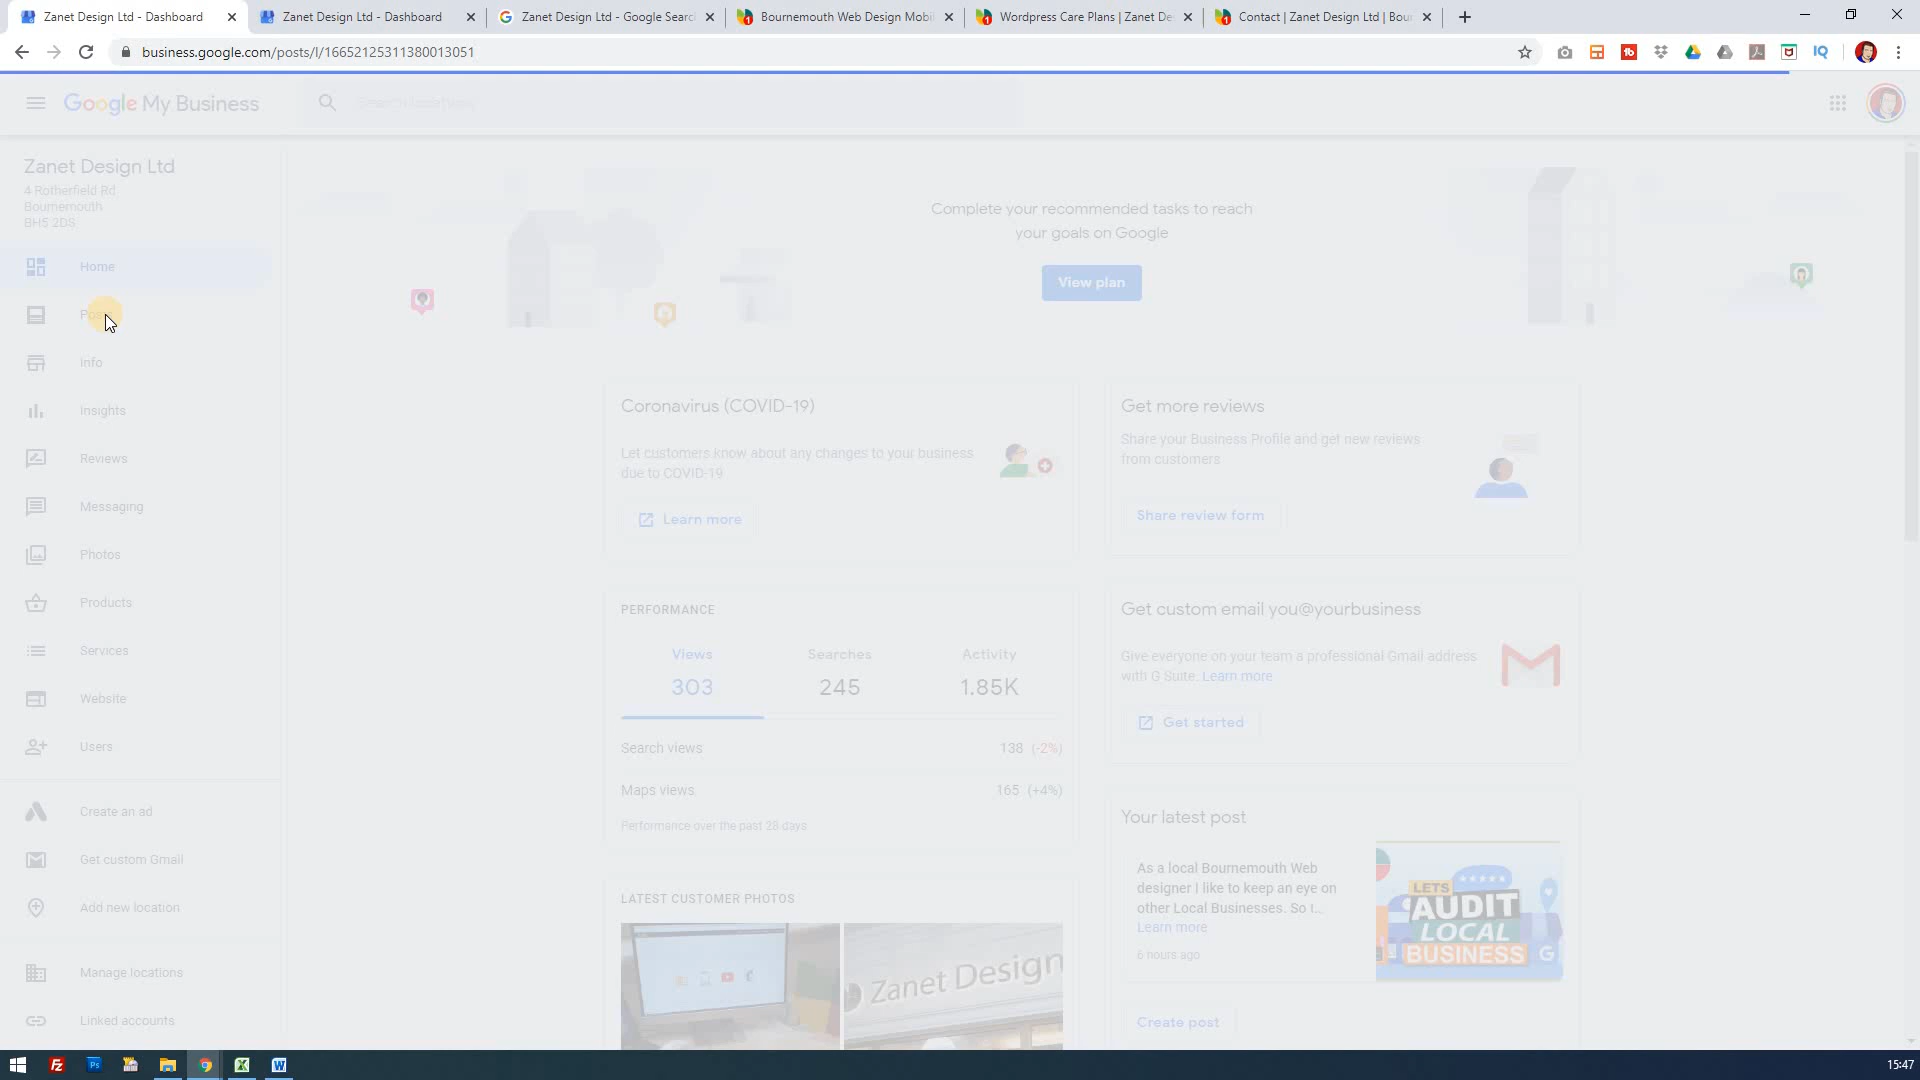 Zanet Design Ltd - Dashboard
Zanet Design Ltd - Dashboard
Zanet Design Ltd - Google Searc
Bournemouth Web Design Mobil
Wordpress Care Plans | Zanet De
Contact | Zanet Design Ltd | Bour
business.google.com/posts/l/16652125311380013051
Google My Business
Search locations
Zanet Design Ltd
4 Rotherfield Rd
Bournemouth
BH5 2DS
Home
Posts
Info
Insights
Reviews
Messaging
Photos
Products
Services
Website
Users
Create an ad
Get custom Gmail
Add new location
Manage locations
Linked accounts
Complete your recommended tasks to reach
your goals on Google
View plan
Coronavirus (COVID-19)
Let customers know about any changes to your business
due to COVID-19
Learn more
PERFORMANCE
Views
Searches
Activity
303
245
1.85K
Search views
138 (-2%)
Maps views
165 (+4%)
Performance over the past 28 days
LATEST CUSTOMER PHOTOS
Zanet Design
Get more reviews
Share your Business Profile and get new reviews
from customers
Share review form
Get custom email you@yourbusiness
Give everyone on your team a professional Gmail address
with G Suite. Learn more
Get started
Your latest post
As a local Bournemouth Web
designer I like to keep an eye on
other Local Businesses. So I...
Learn more
6 hours ago
LETS
AUDIT
LOCAL
BUSINESS
G
Create post
15:47